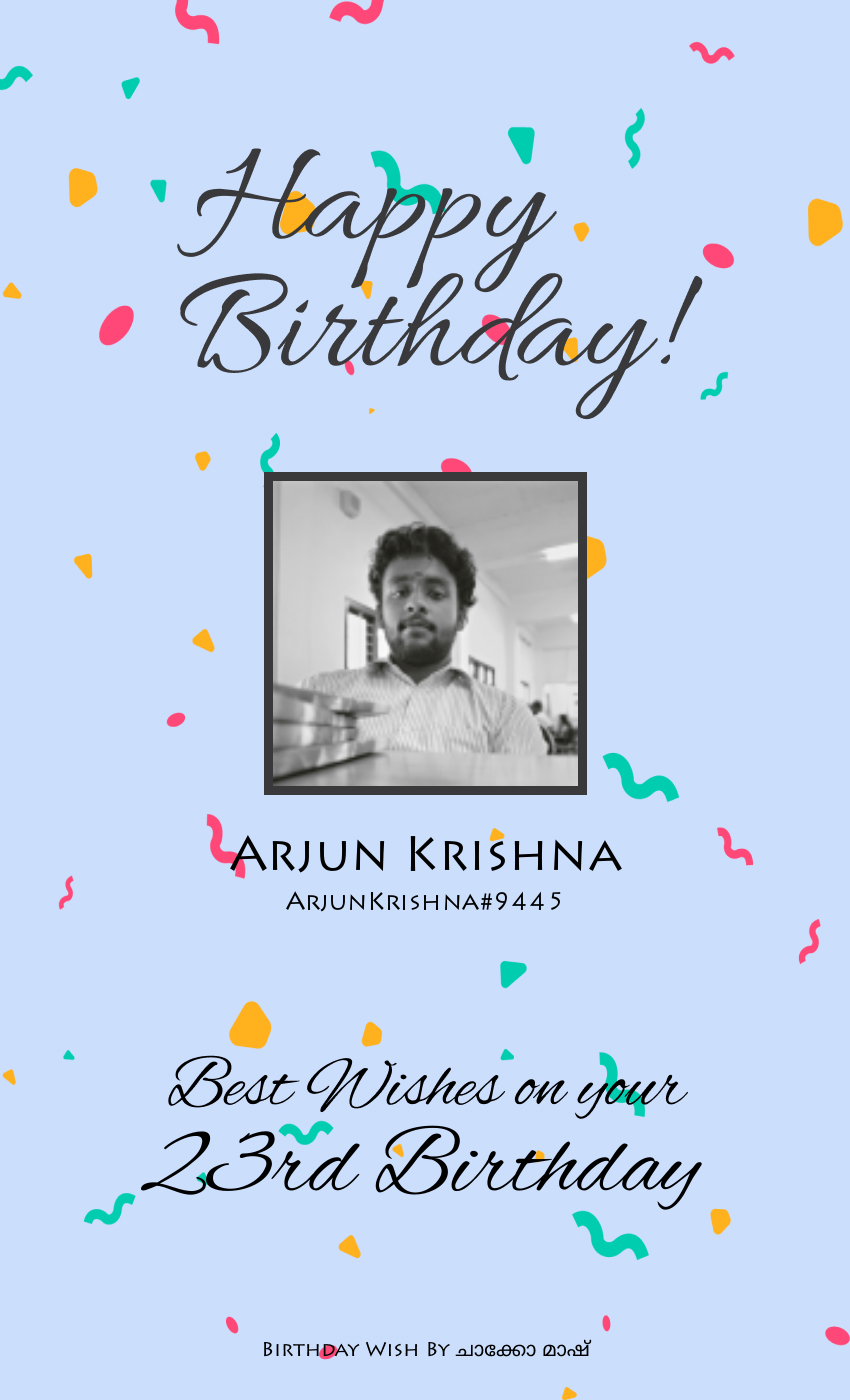 Happy
Birthday!
Arjun Krishna
ArjunKrishna#9445
Best Wishes on your
23rd Birthday
Birthday Wish By ചാക്കോ മാഷ്